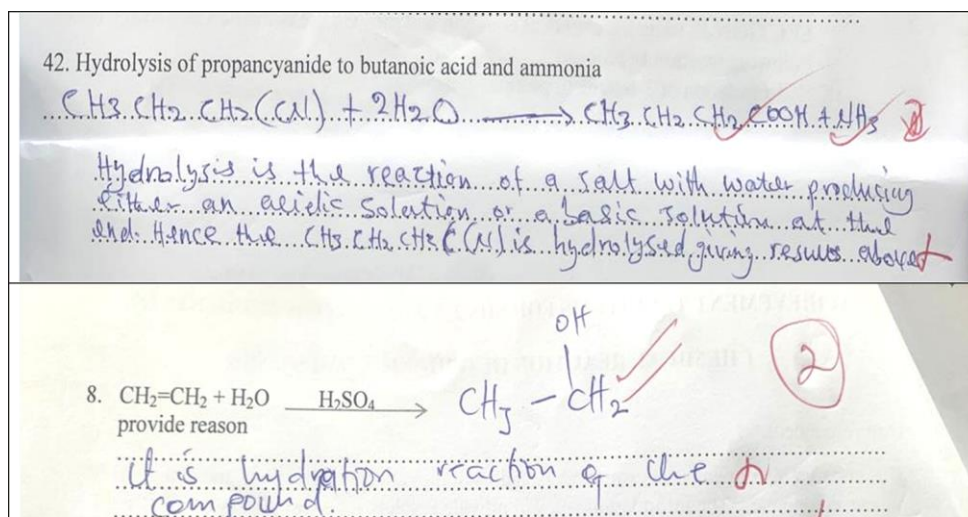 42. Hydrolysis of propancyanide to butanoic acid and ammonia
CH3.CH2.CH2(CN) + 2H2O → CH3.CH2.CH2.COOH + NH3
Hydrolysis is the reaction of a salt with water producing
either an acidic solution or a basic solution at the
end. Hence the CH3.CH2.CH2C(N) is hydrolysed, giving results above
OH
8. CH₂=CH₂ + H₂O H₂SO₄ → CH3 - CH2
2
provide reason
it is hydration reaction of the
compound.